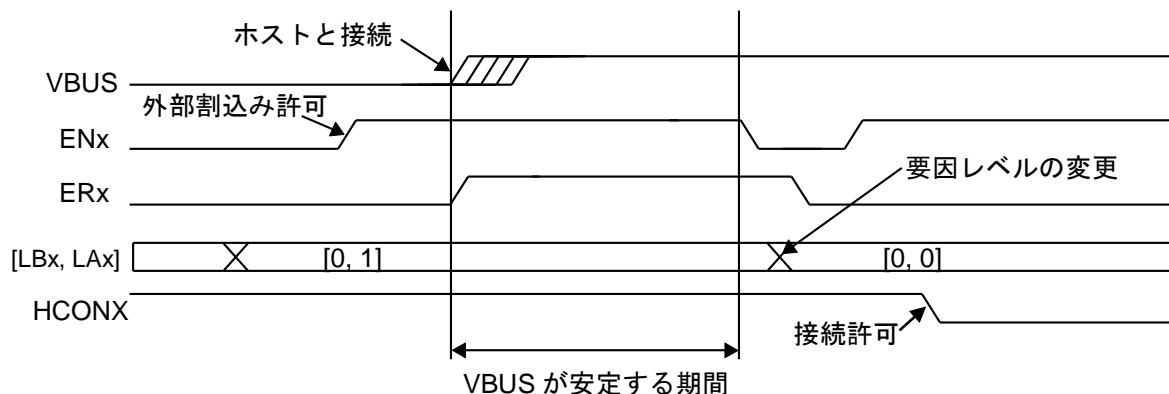 ホストと接続
VBUS
外部割込み許可
ENx
ERx
要因レベルの変更
[LBx, LAx]
[0, 1]
[0, 0]
HCONX
接続許可
VBUS が安定する期間